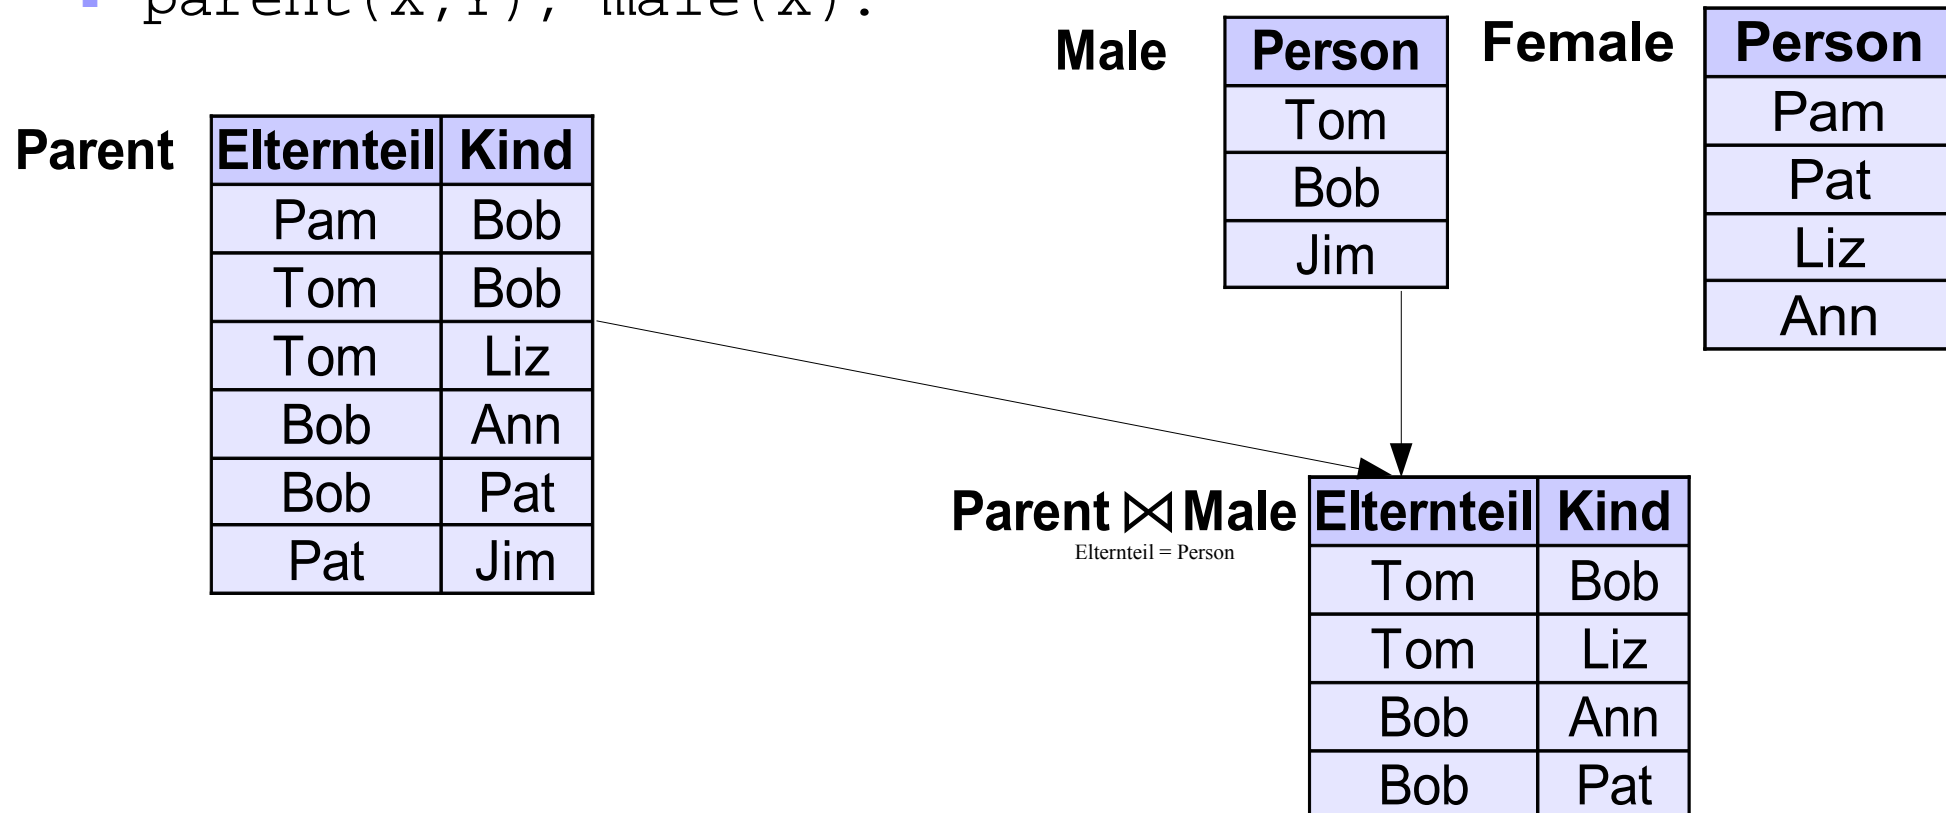 parent(X,Y), male(X).
Male
Person
Tom
Bob
Jim
Female
Person
Pam
Pat
Liz
Ann
Parent
Elternteil Kind
Pam Bob
Tom Bob
Tom Liz
Bob Ann
Bob Pat
Pat Jim
Parent ⋈ Male
Elternteil = Person
Elternteil Kind
Tom Bob
Tom Liz
Bob Ann
Bob Pat